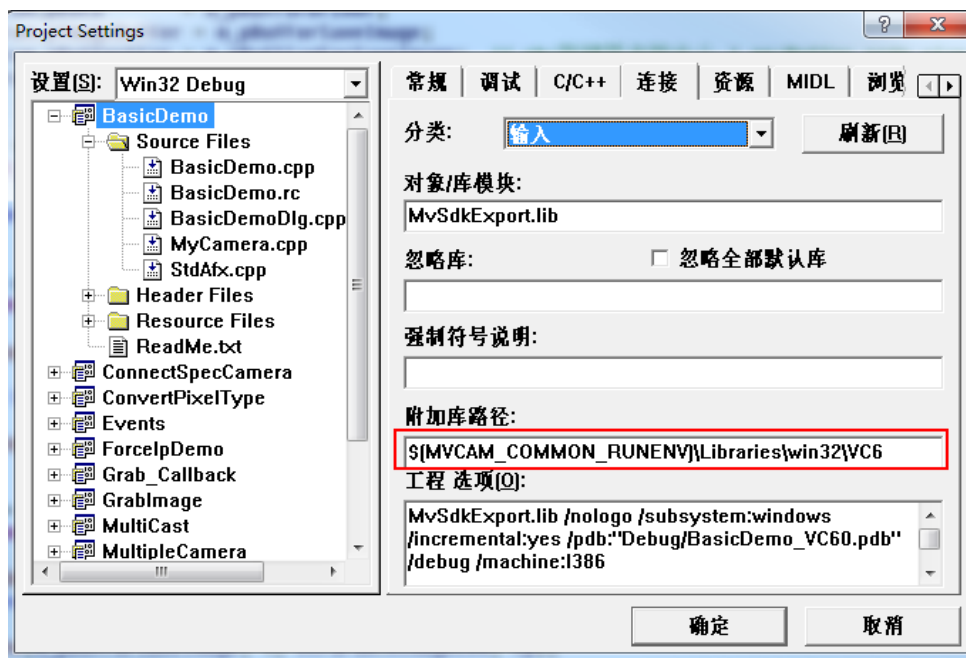 Project Settings
设置(S): Win32 Debug
BasicDemo
Source Files
BasicDemo.cpp
BasicDemo.rc
BasicDemoDlg.cpp
MyCamera.cpp
StdAfx.cpp
Header Files
Resource Files
ReadMe.txt
ConnectSpecCamera
ConvertPixelType
Events
ForceIpDemo
Grab_Callback
GrabImage
MultiCast
MultipleCamera
常规 调试 C/C++ 连接 资源 MIDL 浏览
分类: 输入 刷新(R)
对象/库模块:
MvSdkExport.lib
忽略库: 忽略全部默认库
强制符号说明:
附加库路径:
$(MVCAM_COMMON_RUNENV)\Libraries\win32\VC6
工程 选项(O):
MvSdkExport.lib /nologo /subsystem:windows
/incremental:yes /pdb:"Debug/BasicDemo_VC60.pdb"
/debug /machine:I386
确定 取消